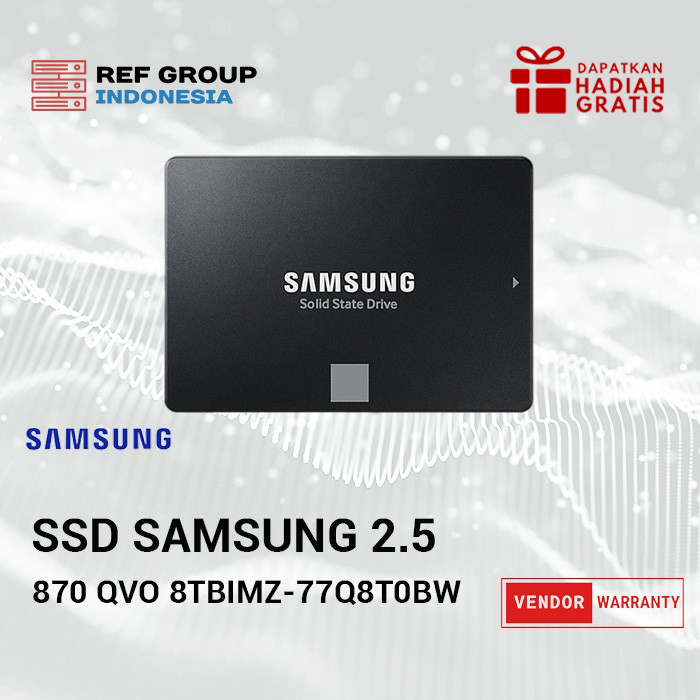 REF GROUP
INDONESIA
DAPATKAN
HADIAH
GRATIS
SAMSUNG
Solid State Drive
SAMSUNG
SSD SAMSUNG 2.5
870 QVO 8TBIMZ-77Q8T0BW
VENDOR WARRANTY